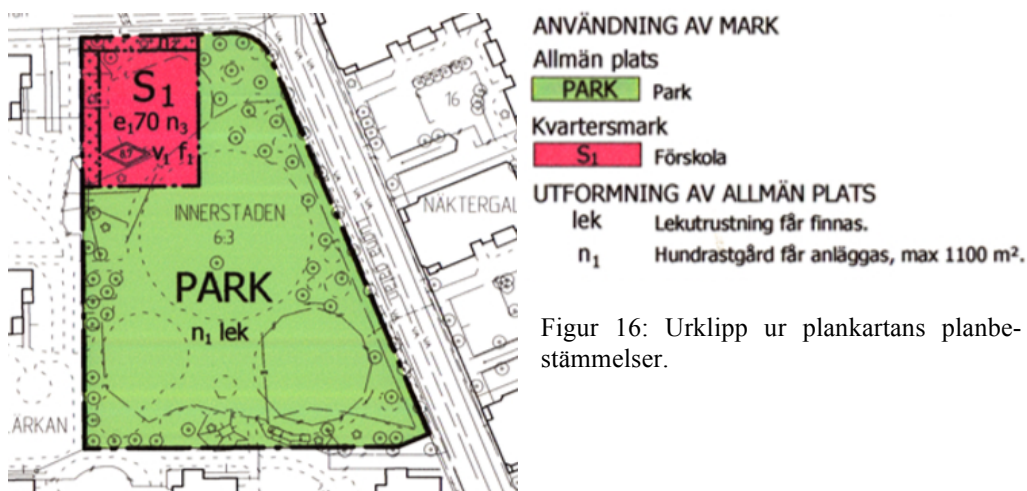 S1
e1 70 n3
v1 f1
16
INNERSTADEN
6:3
NÄKTERGAL
PARK
n1 lek
ÄRKAN
ANVÄNDNING AV MARK
Allmän plats
PARK Park
Kvartersmark
S1 Förskola
UTFORMNING AV ALLMÄN PLATS
lek Lekutrustning får finnas.
n1 Hundrastgård får anläggas, max 1100 m².
Figur 16: Urklipp ur plankartans planbe-
stämmelser.